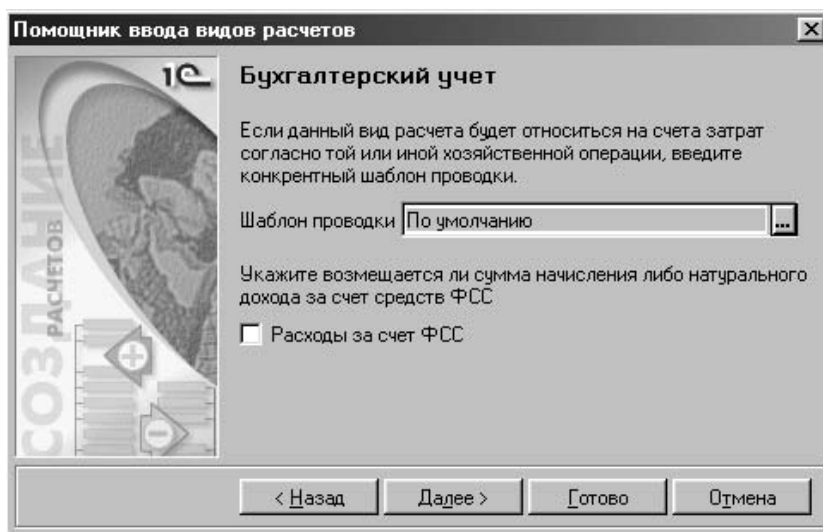 Помощник ввода видов расчетов
1С
Бухгалтерский учет
Если данный вид расчета будет относиться на счета затрат
согласно той или иной хозяйственной операции, введите
конкрентный шаблон проводки.
Шаблон проводки По умолчанию ...
Укажите возмещается ли сумма начисления либо натурального
дохода за счет средств ФСС
Расходы за счет ФСС
СОЗДАНИЕ
РАСЧЕТОВ
< Назад Далее > Готово Отмена